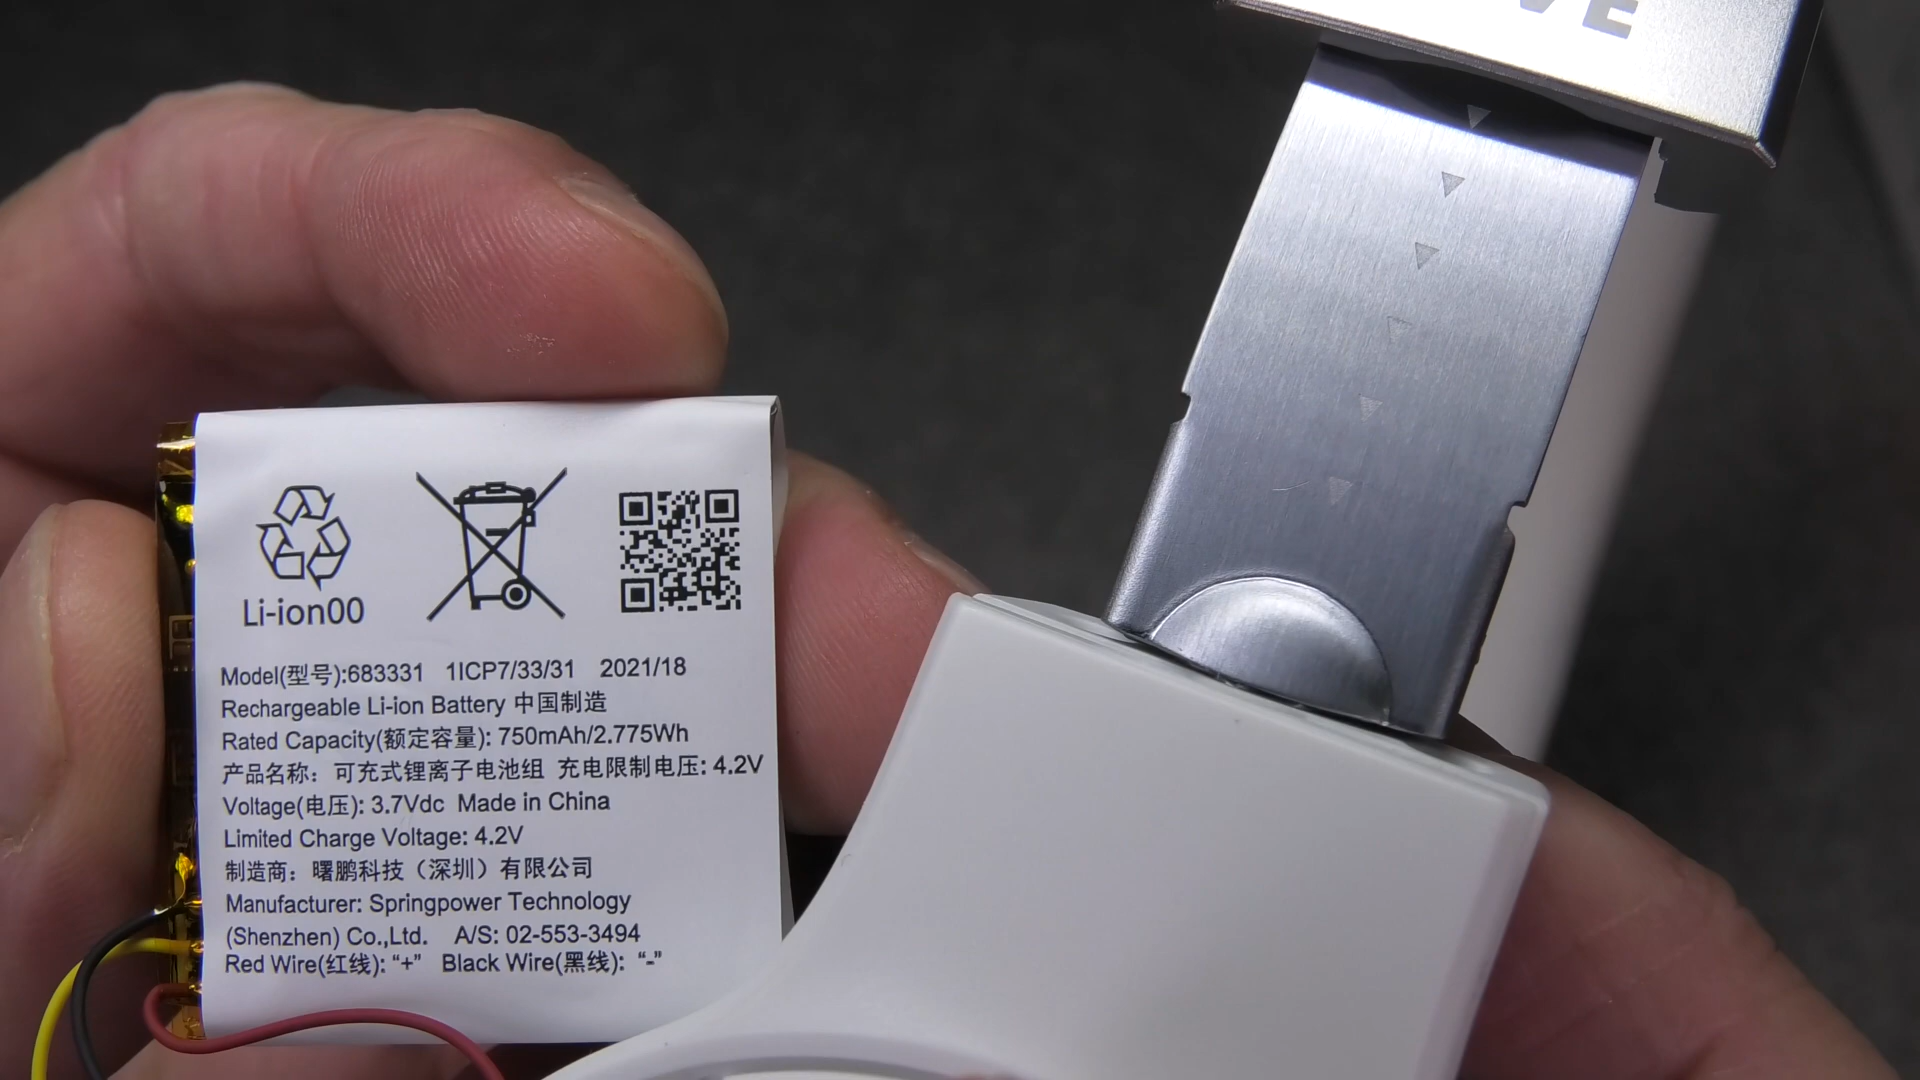 VE
Li-ion00
Model(型号):683331 1ICP7/33/31 2021/18
Rechargeable Li-ion Battery 中国制造
Rated Capacity(额定容量): 750mAh/2.775Wh
产品名称：可充式锂离子电池组 充电限制电压: 4.2V
Voltage(电压): 3.7Vdc Made in China
Limited Charge Voltage: 4.2V
制造商：曙鹏科技（深圳）有限公司
Manufacturer: Springpower Technology
(Shenzhen) Co.,Ltd. A/S: 02-553-3494
Red Wire(红线): “+” Black Wire(黑线): “-”